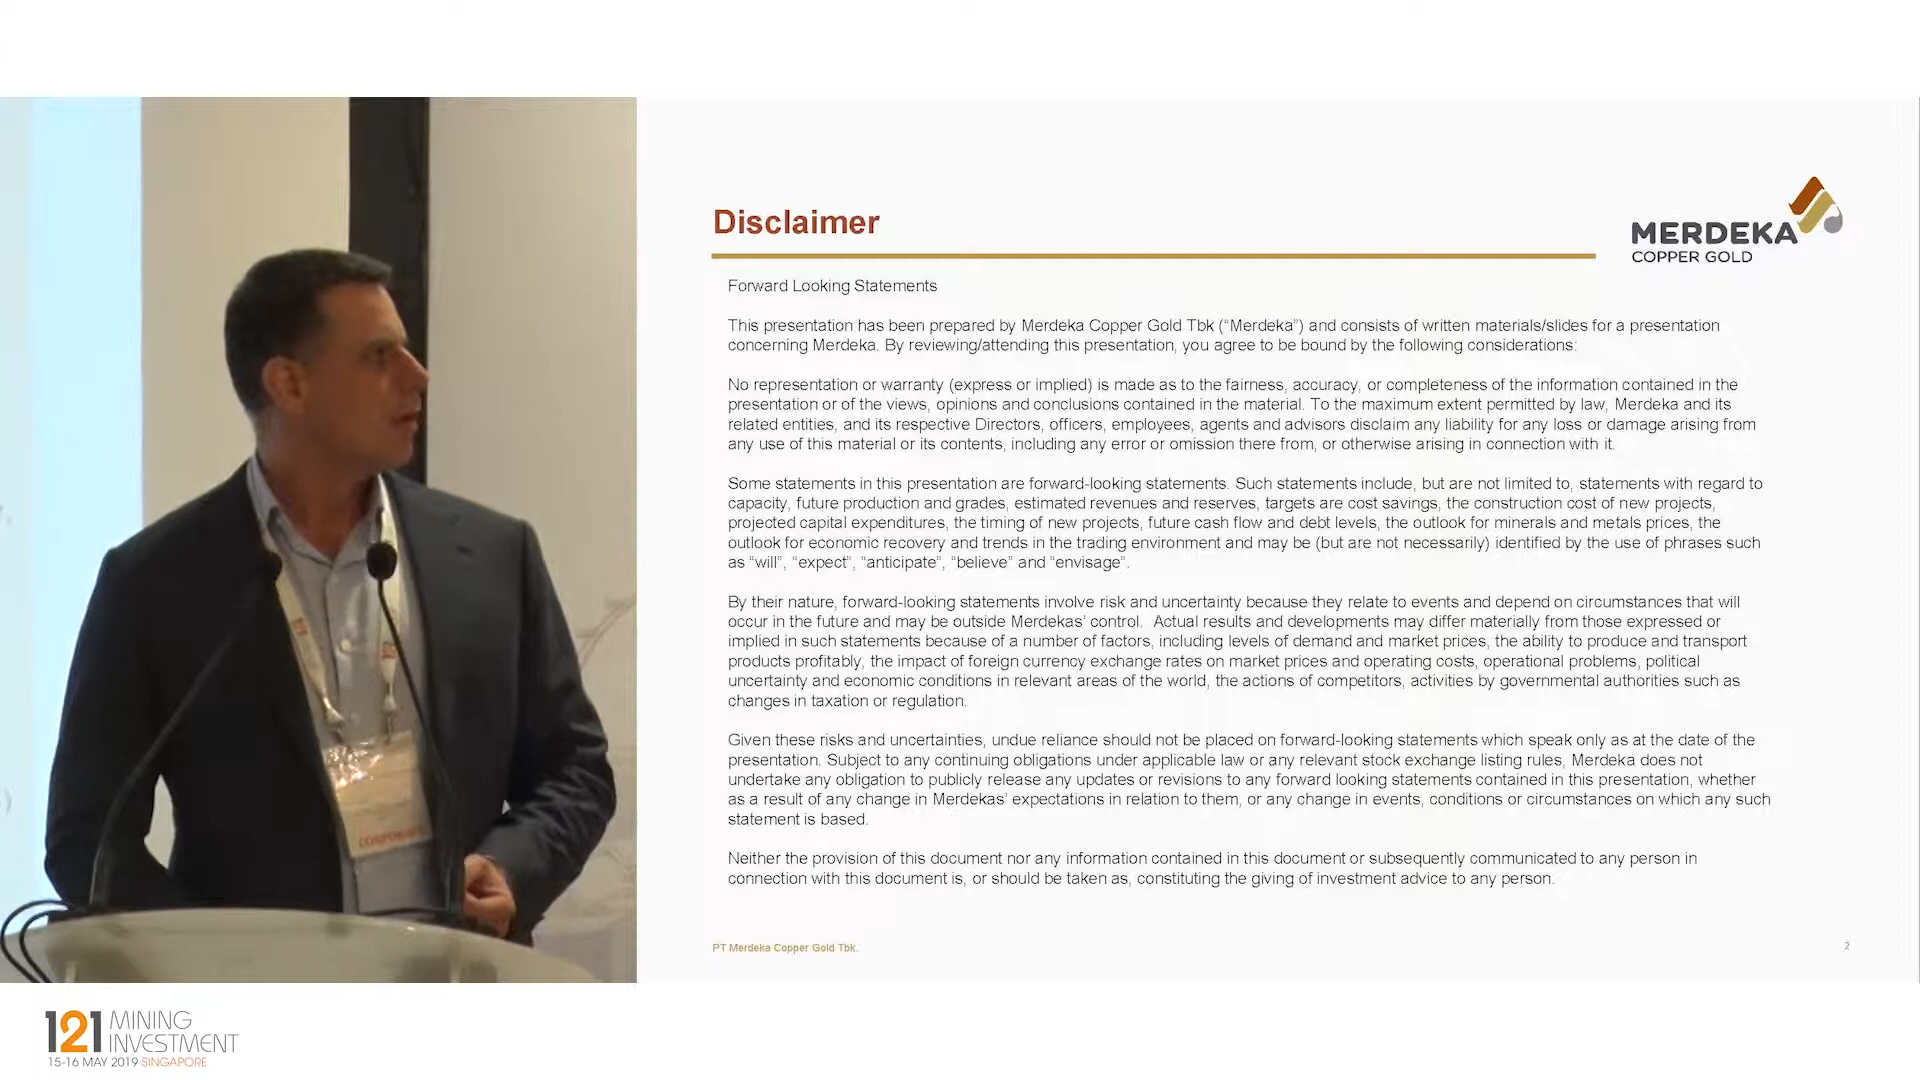 Disclaimer
MERDEKA
COPPER GOLD
Forward Looking Statements
This presentation has been prepared by Merdeka Copper Gold Tbk (“Merdeka”) and consists of written materials/slides for a presentation
concerning Merdeka. By reviewing/attending this presentation, you agree to be bound by the following considerations:
No representation or warranty (express or implied) is made as to the fairness, accuracy, or completeness of the information contained in the
presentation or of the views, opinions and conclusions contained in the material. To the maximum extent permitted by law, Merdeka and its
related entities, and its respective Directors, officers, employees, agents and advisors disclaim any liability for any loss or damage arising from
any use of this material or its contents, including any error or omission there from, or otherwise arising in connection with it.
Some statements in this presentation are forward-looking statements. Such statements include, but are not limited to, statements with regard to
capacity, future production and grades, estimated revenues and reserves, targets are cost savings, the construction cost of new projects,
projected capital expenditures, the timing of new projects, future cash flow and debt levels, the outlook for minerals and metals prices, the
outlook for economic recovery and trends in the trading environment and may be (but are not necessarily) identified by the use of phrases such
as “will”, “expect”, “anticipate”, “believe” and “envisage”.
By their nature, forward-looking statements involve risk and uncertainty because they relate to events and depend on circumstances that will
occur in the future and may be outside Merdekas’ control.  Actual results and developments may differ materially from those expressed or
implied in such statements because of a number of factors, including levels of demand and market prices, the ability to produce and transport
products profitably, the impact of foreign currency exchange rates on market prices and operating costs, operational problems, political
uncertainty and economic conditions in relevant areas of the world, the actions of competitors, activities by governmental authorities such as
changes in taxation or regulation.
Given these risks and uncertainties, undue reliance should not be placed on forward-looking statements which speak only as at the date of the
presentation. Subject to any continuing obligations under applicable law or any relevant stock exchange listing rules, Merdeka does not
undertake any obligation to publicly release any updates or revisions to any forward looking statements contained in this presentation, whether
as a result of any change in Merdekas’ expectations in relation to them, or any change in events, conditions or circumstances on which any such
statement is based.
Neither the provision of this document nor any information contained in this document or subsequently communicated to any person in
connection with this document is, or should be taken as, constituting the giving of investment advice to any person.
PT Merdeka Copper Gold Tbk.
2
CORPORATE
121 MINING
INVESTMENT
15-16 MAY 2019 SINGAPORE